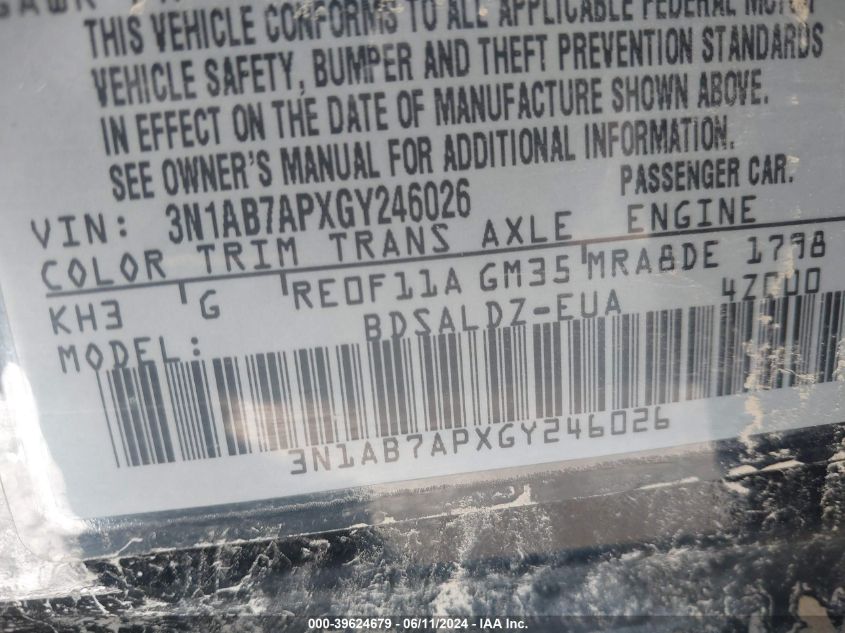 THIS VEHICLE CONFORMS TO ALL APPLICABLE FEDERAL MOTOR
VEHICLE SAFETY, BUMPER AND THEFT PREVENTION STANDARDS
IN EFFECT ON THE DATE OF MANUFACTURE SHOWN ABOVE.
SEE OWNER'S MANUAL FOR ADDITIONAL INFORMATION.
VIN: 3N1AB7APXGY246026 PASSENGER CAR.
COLOR TRIM TRANS AXLE ENGINE
KH3 G RE0F11A GM35 MRA8DE 1798
MODEL: BDSALDZ-EUA
3N1AB7APXGY246026
000-39624679 - 06/11/2024 - IAA Inc.